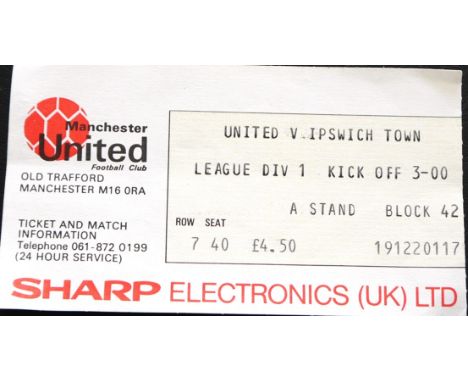 Manchester
United
Football Club
OLD TRAFFORD
MANCHESTER M16 0RA
TICKET AND MATCH
INFORMATION
Telephone 061-872 0199
(24 HOUR SERVICE)
UNITED V.IPSWICH TOWN
LEAGUE DIV 1 KICK OFF 3-00
A STAND BLOCK 42
ROW SEAT
7 40 £4.50 191220117
SHARP ELECTRONICS (UK) LTD